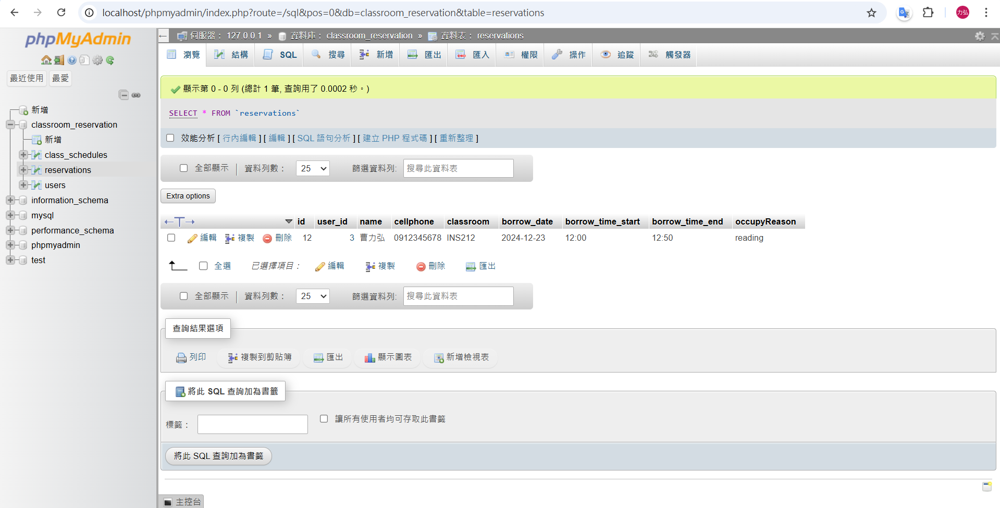 localhost/phpmyadmin/index.php?route=/sql&pos=0&db=classroom_reservation&table=reservations
力弘
phpMyAdmin
最近使用 最愛
新增
classroom_reservation
新增
class_schedules
reservations
users
information_schema
mysql
performance_schema
phpmyadmin
test
伺服器： 127.0.0.1 » 資料庫： classroom_reservation » 資料表： reservations
瀏覽 結構 SQL 搜尋 新增 匯出 匯入 權限 操作 追蹤 觸發器
顯示第 0 - 0 列 (總計 1 筆, 查詢用了 0.0002 秒。)
SELECT * FROM `reservations`
效能分析 [ 行內編輯 ] [ 編輯 ] [ SQL 語句分析 ] [ 建立 PHP 程式碼 ] [ 重新整理 ]
全部顯示 資料列數： 25 篩選資料列: 搜尋此資料表
Extra options
←T→ id user_id name cellphone classroom borrow_date borrow_time_start borrow_time_end occupyReason
編輯 複製 刪除 12 3 曹力弘 0912345678 INS212 2024-12-23 12:00 12:50 reading
全選 已選擇項目： 編輯 複製 刪除 匯出
全部顯示 資料列數： 25 篩選資料列: 搜尋此資料表
查詢結果選項
列印 複製到剪貼簿 匯出 顯示圖表 新增檢視表
將此 SQL 查詢加為書籤
標籤： 讓所有使用者均可存取此書籤
將此 SQL 查詢加為書籤
主控台